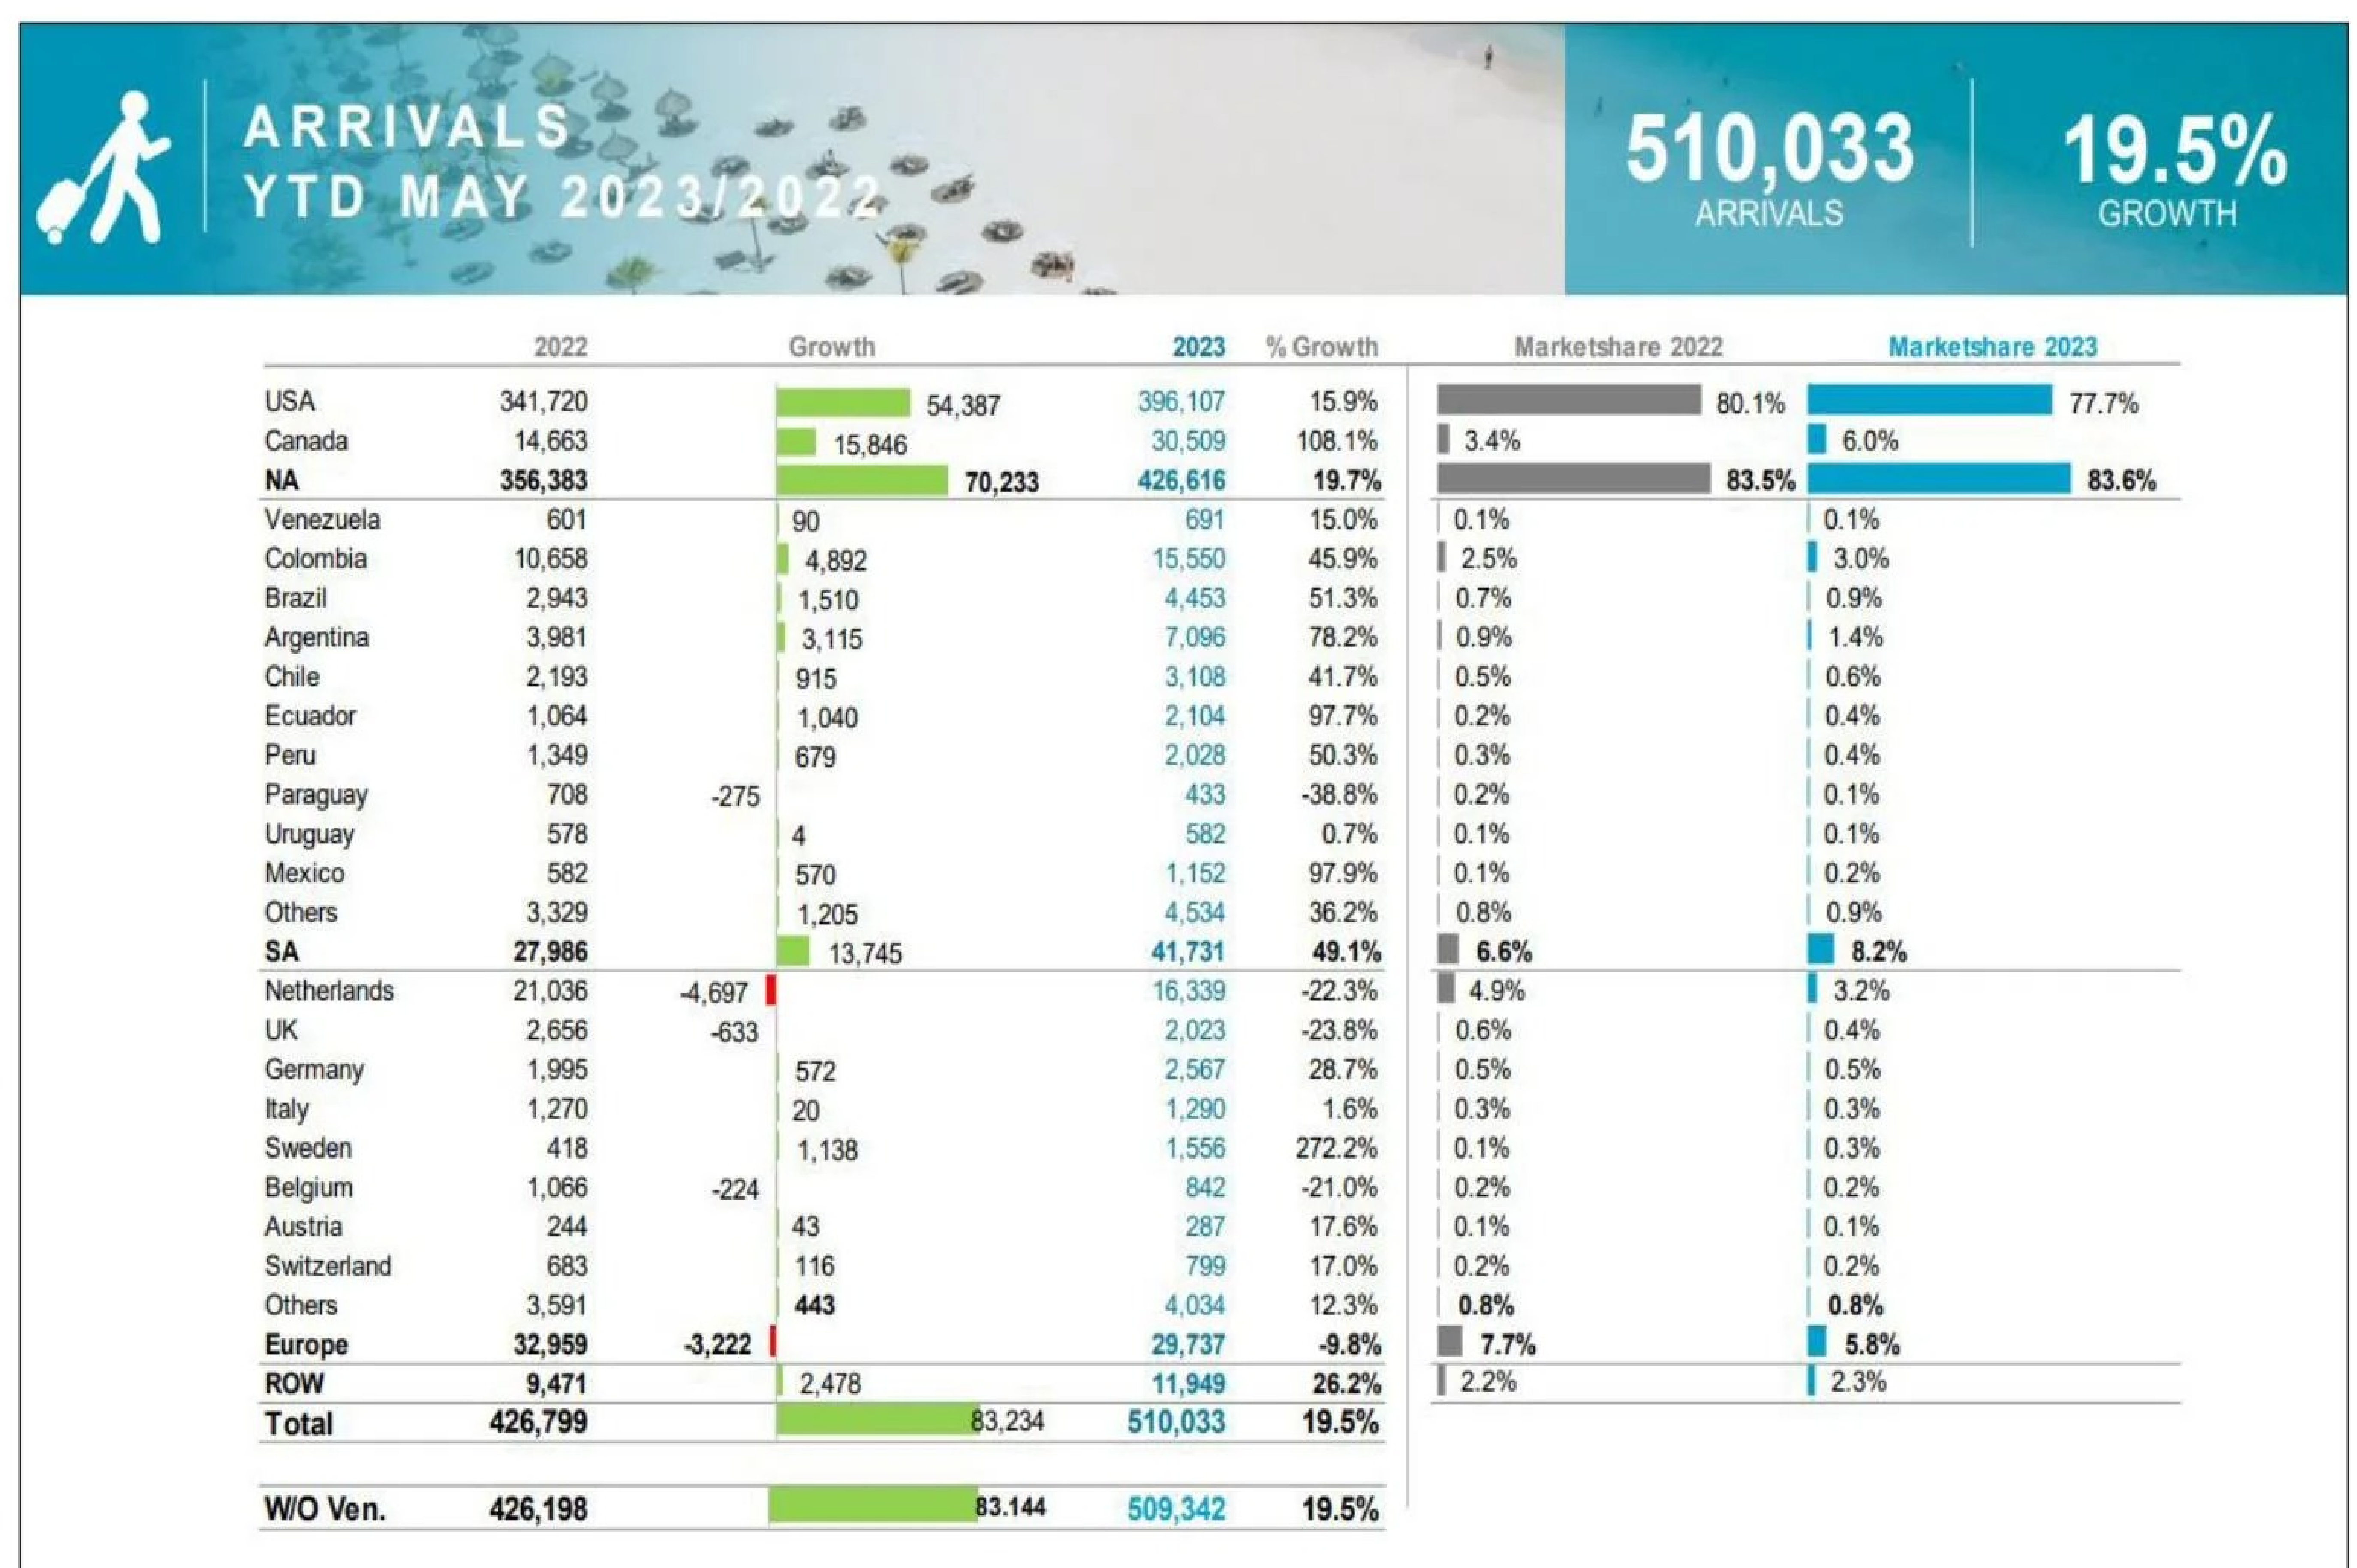 ARRIVALS
YTD MAY 2023/2022
510,033
ARRIVALS
19.5%
GROWTH
2022 Growth 2023 % Growth Marketshare 2022 Marketshare 2023
USA 341,720 54,387 396,107 15.9% 80.1% 77.7%
Canada 14,663 15,846 30,509 108.1% 3.4% 6.0%
NA 356,383 70,233 426,616 19.7% 83.5% 83.6%
Venezuela 601 90 691 15.0% 0.1% 0.1%
Colombia 10,658 4,892 15,550 45.9% 2.5% 3.0%
Brazil 2,943 1,510 4,453 51.3% 0.7% 0.9%
Argentina 3,981 3,115 7,096 78.2% 0.9% 1.4%
Chile 2,193 915 3,108 41.7% 0.5% 0.6%
Ecuador 1,064 1,040 2,104 97.7% 0.2% 0.4%
Peru 1,349 679 2,028 50.3% 0.3% 0.4%
Paraguay 708 -275 433 -38.8% 0.2% 0.1%
Uruguay 578 4 582 0.7% 0.1% 0.1%
Mexico 582 570 1,152 97.9% 0.1% 0.2%
Others 3,329 1,205 4,534 36.2% 0.8% 0.9%
SA 27,986 13,745 41,731 49.1% 6.6% 8.2%
Netherlands 21,036 -4,697 16,339 -22.3% 4.9% 3.2%
UK 2,656 -633 2,023 -23.8% 0.6% 0.4%
Germany 1,995 572 2,567 28.7% 0.5% 0.5%
Italy 1,270 20 1,290 1.6% 0.3% 0.3%
Sweden 418 1,138 1,556 272.2% 0.1% 0.3%
Belgium 1,066 -224 842 -21.0% 0.2% 0.2%
Austria 244 43 287 17.6% 0.1% 0.1%
Switzerland 683 116 799 17.0% 0.2% 0.2%
Others 3,591 443 4,034 12.3% 0.8% 0.8%
Europe 32,959 -3,222 29,737 -9.8% 7.7% 5.8%
ROW 9,471 2,478 11,949 26.2% 2.2% 2.3%
Total 426,799 83,234 510,033 19.5%
W/O Ven. 426,198 83.144 509,342 19.5%